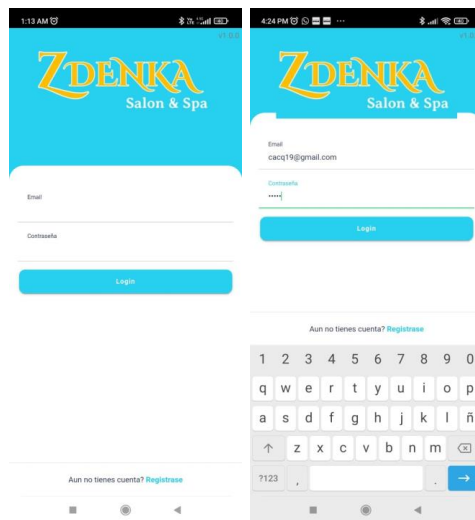 1:13 AM
v1.0.0
ZDENKA
Salon & Spa
Email
Contraseña
Login
Aun no tienes cuenta? Registrase
4:24 PM
v1.0
ZDENKA
Salon & Spa
Email
cacq19@gmail.com
Contraseña
•••••
Login
Aun no tienes cuenta? Registrase
1 2 3 4 5 6 7 8 9 0
q w e r t y u i o p
a s d f g h j k l ñ
z x c v b n m
?123 , .